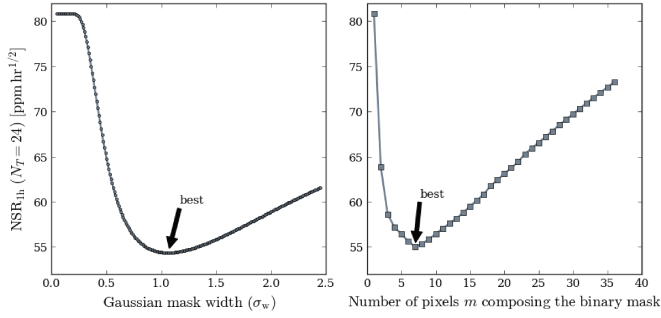 NSR1h (NT = 24) [ppm hr^1/2]
80
75
70
65
60
55
best
0.0 0.5 1.0 1.5 2.0 2.5
Gaussian mask width (σw)
80
75
70
65
60
55
best
0 5 10 15 20 25 30 35 40
Number of pixels m composing the binary mask